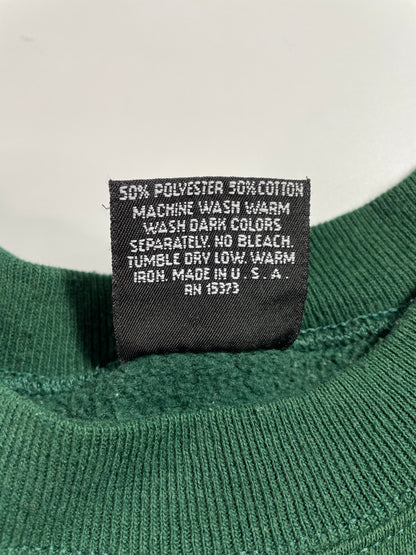 50% POLYESTER 50% COTTON
MACHINE WASH WARM
WASH DARK COLORS
SEPARATELY. NO BLEACH.
TUMBLE DRY LOW. WARM
IRON. MADE IN U.S.A.
RN 15373